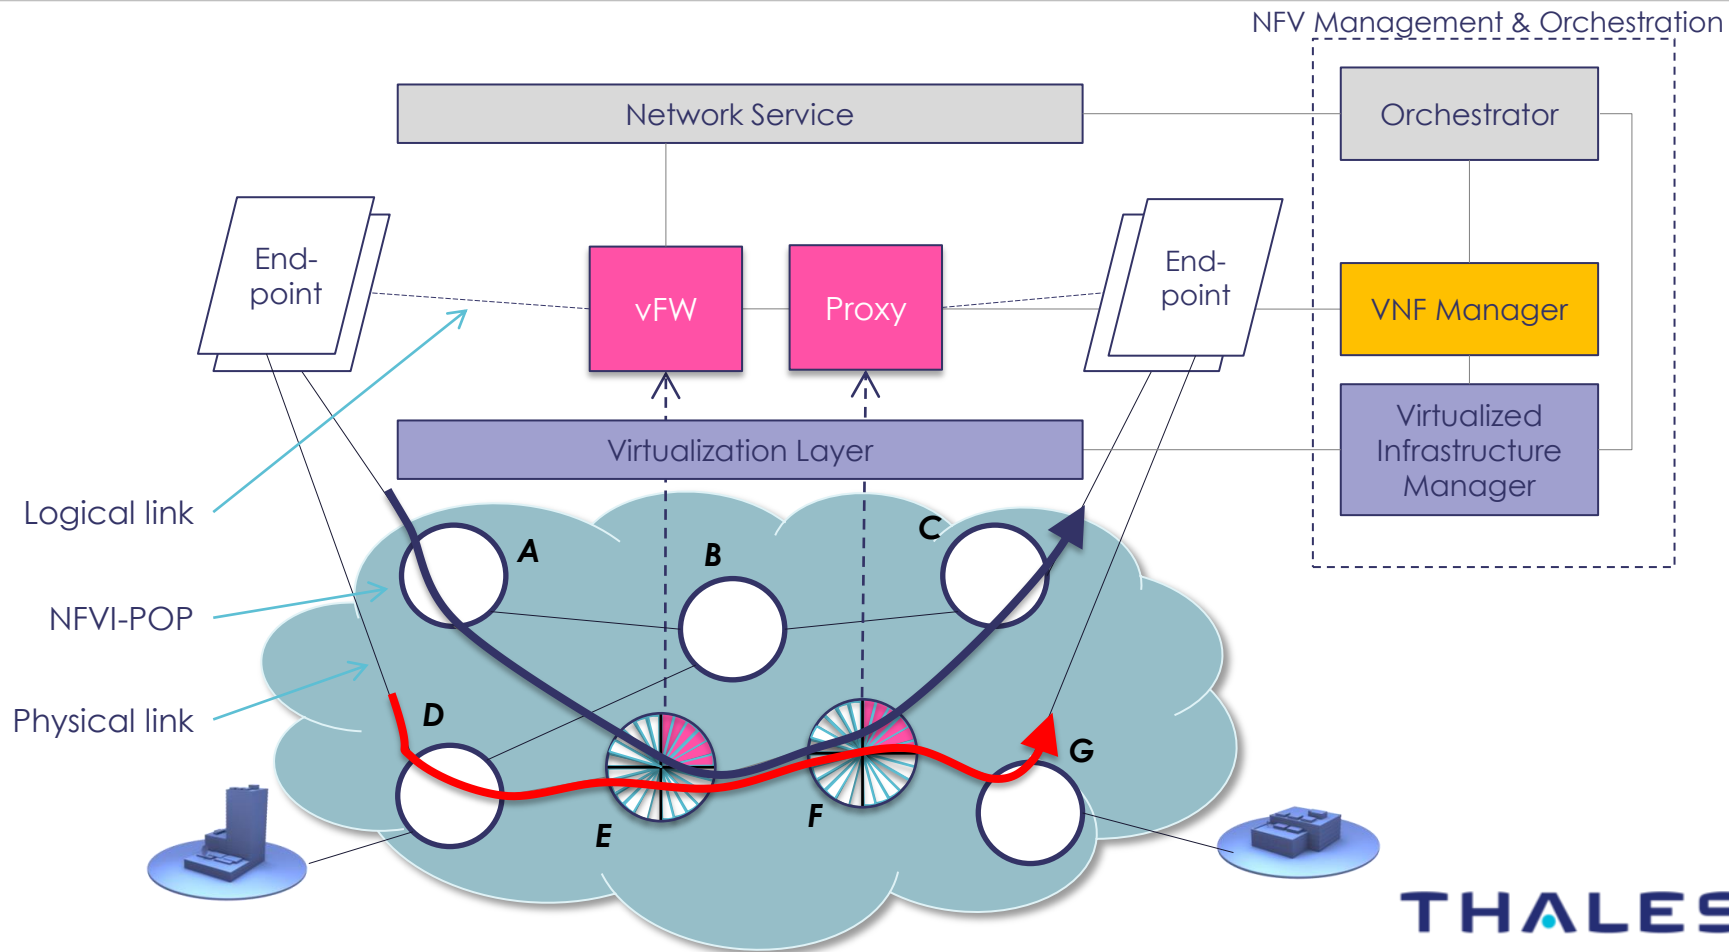 NFV Management & Orchestration
Network Service
Orchestrator
End-
point
vFW
Proxy
End-
point
VNF Manager
Virtualization Layer
Virtualized
Infrastructure
Manager
Logical link
NFVI-POP
Physical link
A
B
C
D
E
F
G
THALES